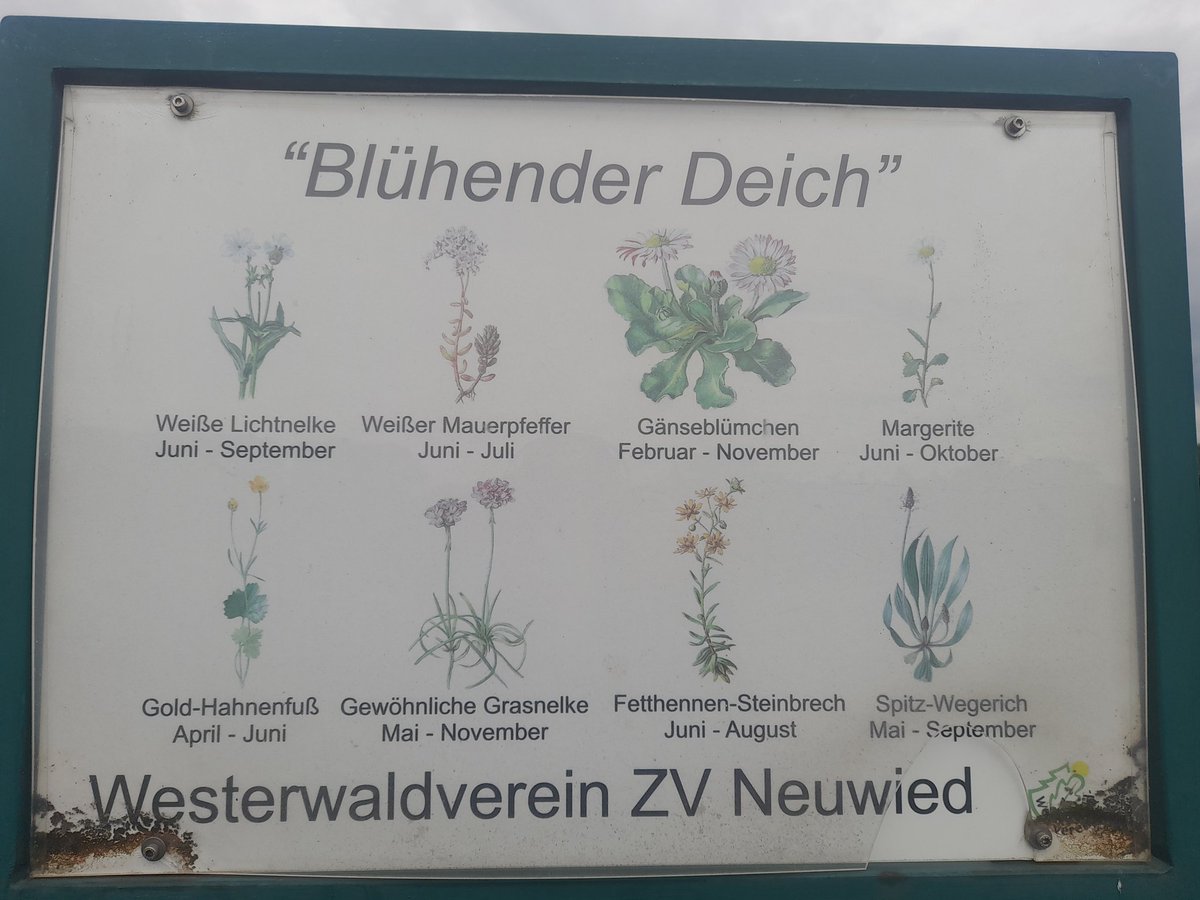 “Blühender Deich”
Weiße Lichtnelke
Juni - September
Weißer Mauerpfeffer
Juni - Juli
Gänseblümchen
Februar - November
Margerite
Juni - Oktober
Gold-Hahnenfuß
April - Juni
Gewöhnliche Grasnelke
Mai - November
Fetthennen-Steinbrech
Juni - August
Spitz-Wegerich
Mai - September
Westerwaldverein ZV Neuwied